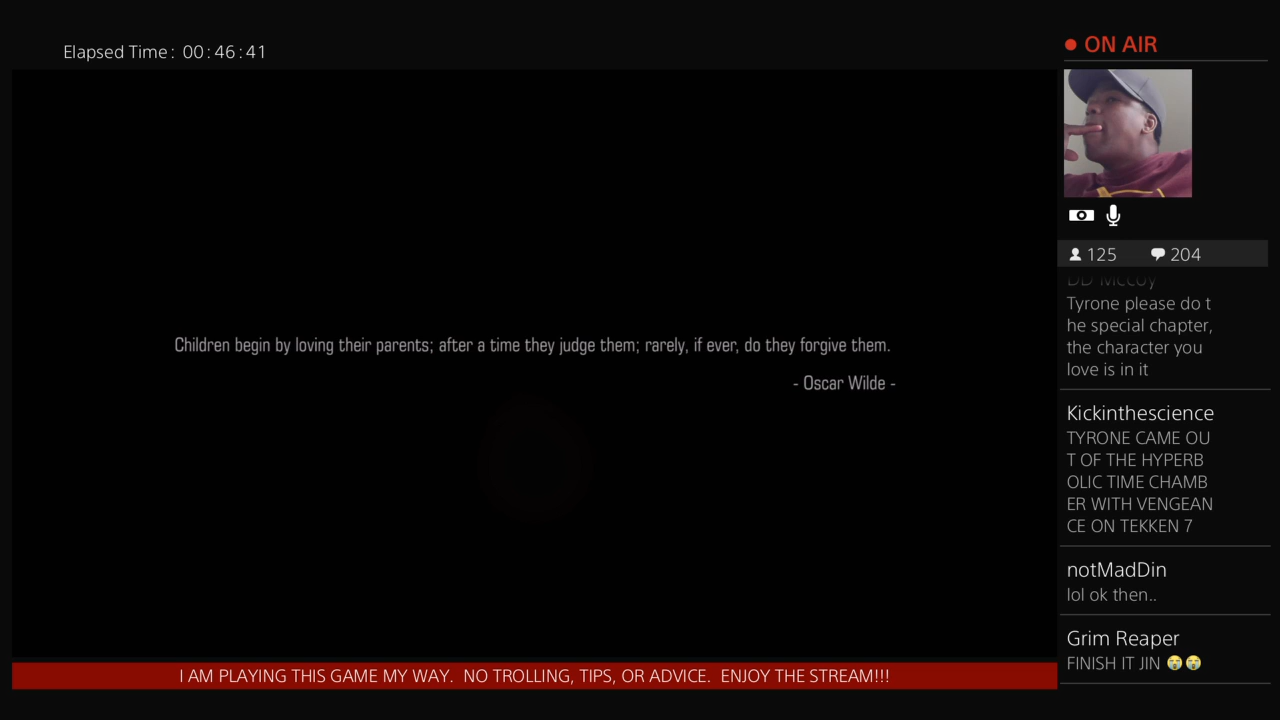 Elapsed Time: 00:46:41
ON AIR
125 204
DD McCoy
Tyrone please do t
he special chapter,
the character you
love is in it
Kickinthescience
TYRONE CAME OU
T OF THE HYPERB
OLIC TIME CHAMB
ER WITH VENGEAN
CE ON TEKKEN 7
notMadDin
lol ok then..
Grim Reaper
FINISH IT JIN 😭😭
Children begin by loving their parents; after a time they judge them; rarely, if ever, do they forgive them.
- Oscar Wilde -
I AM PLAYING THIS GAME MY WAY. NO TROLLING, TIPS, OR ADVICE. ENJOY THE STREAM!!!